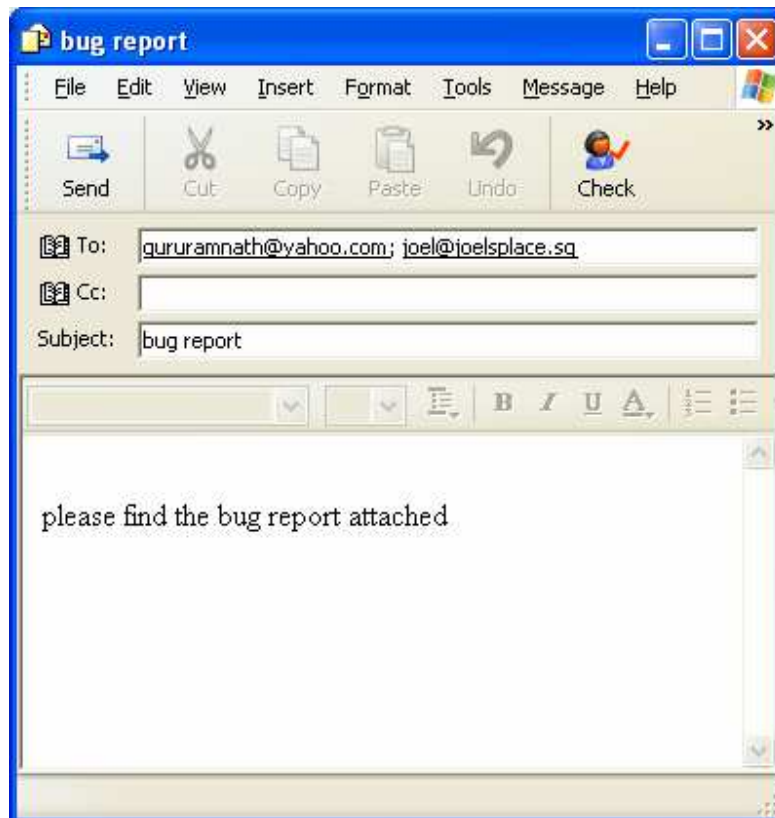 bug report
File Edit View Insert Format Tools Message Help
»
Send Cut Copy Paste Undo Check
To: gururamnath@yahoo.com; joel@joelsplace.sg
Cc:
Subject: bug report
B I U A
please find the bug report attached